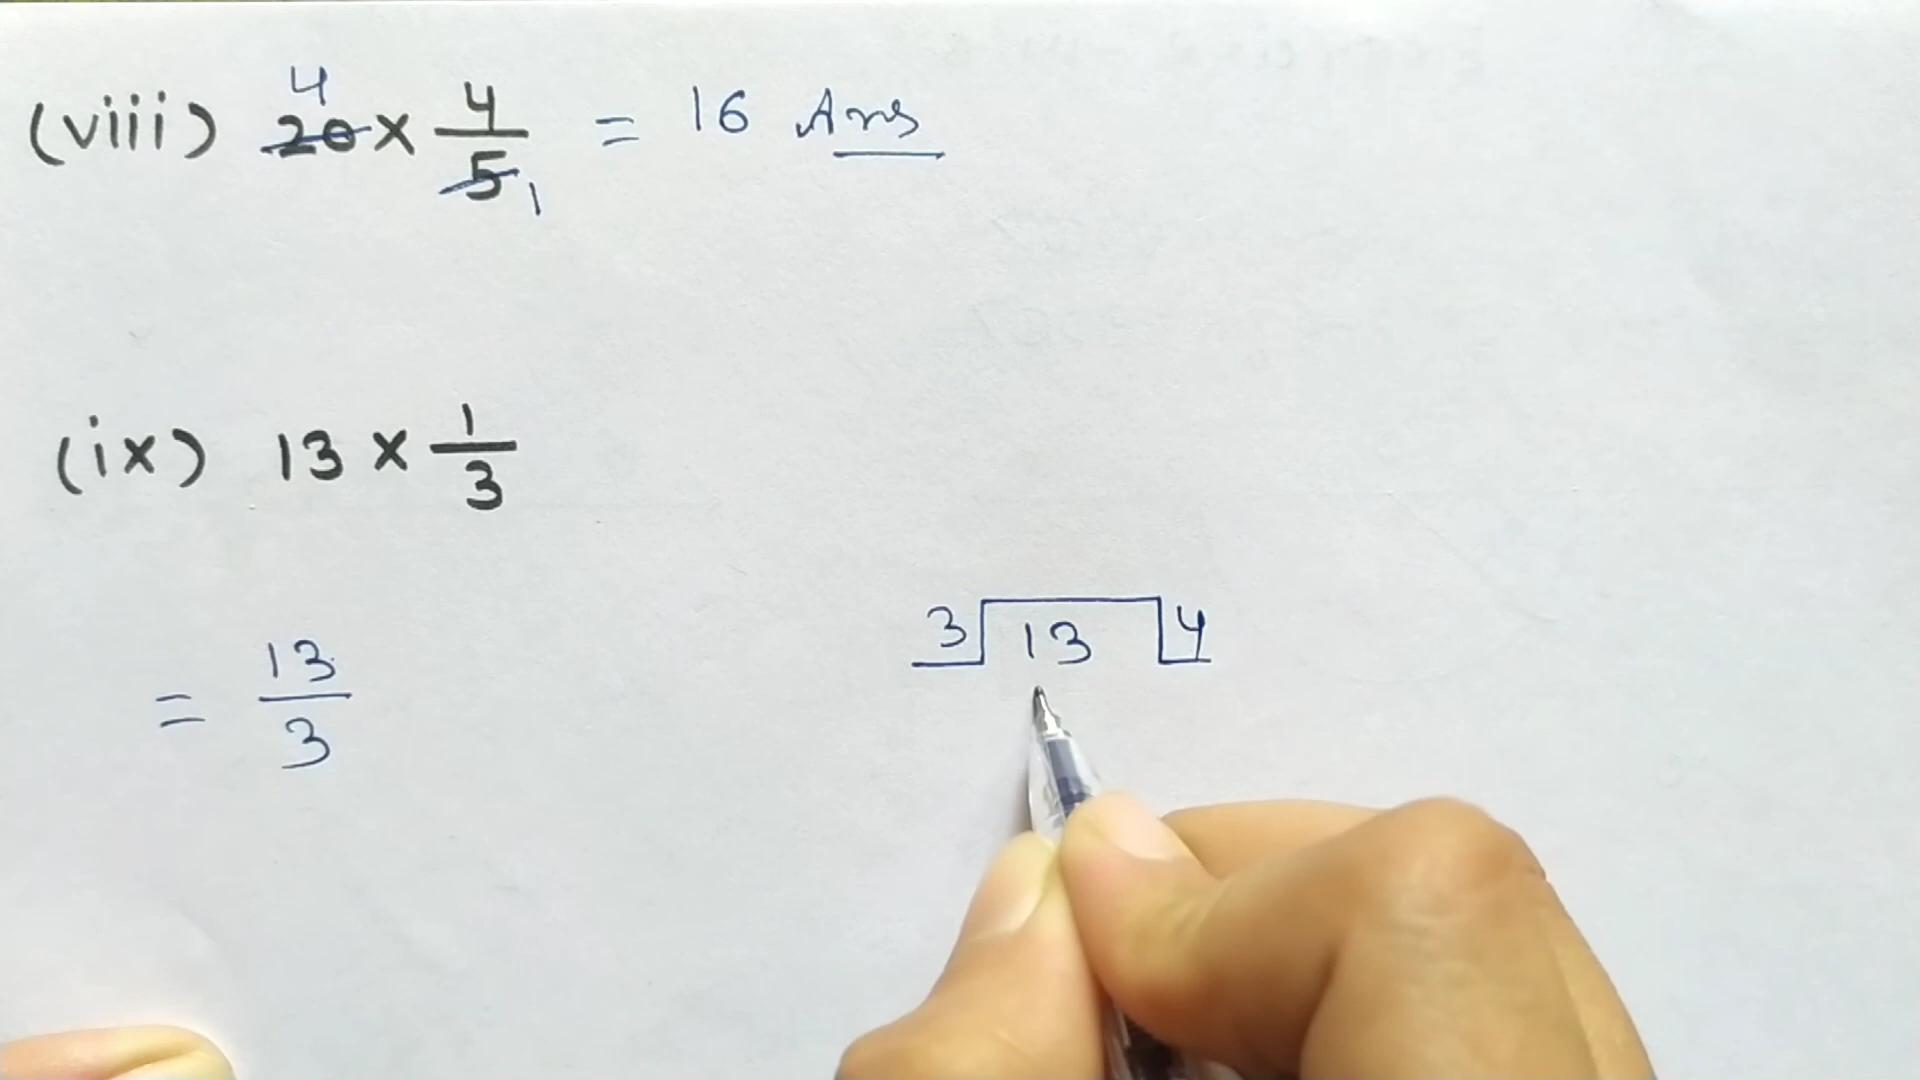 4
(viii) 20 × 4/5 1 = 16 Ans
(ix) 13 × 1/3
= 13/3
3 13 4